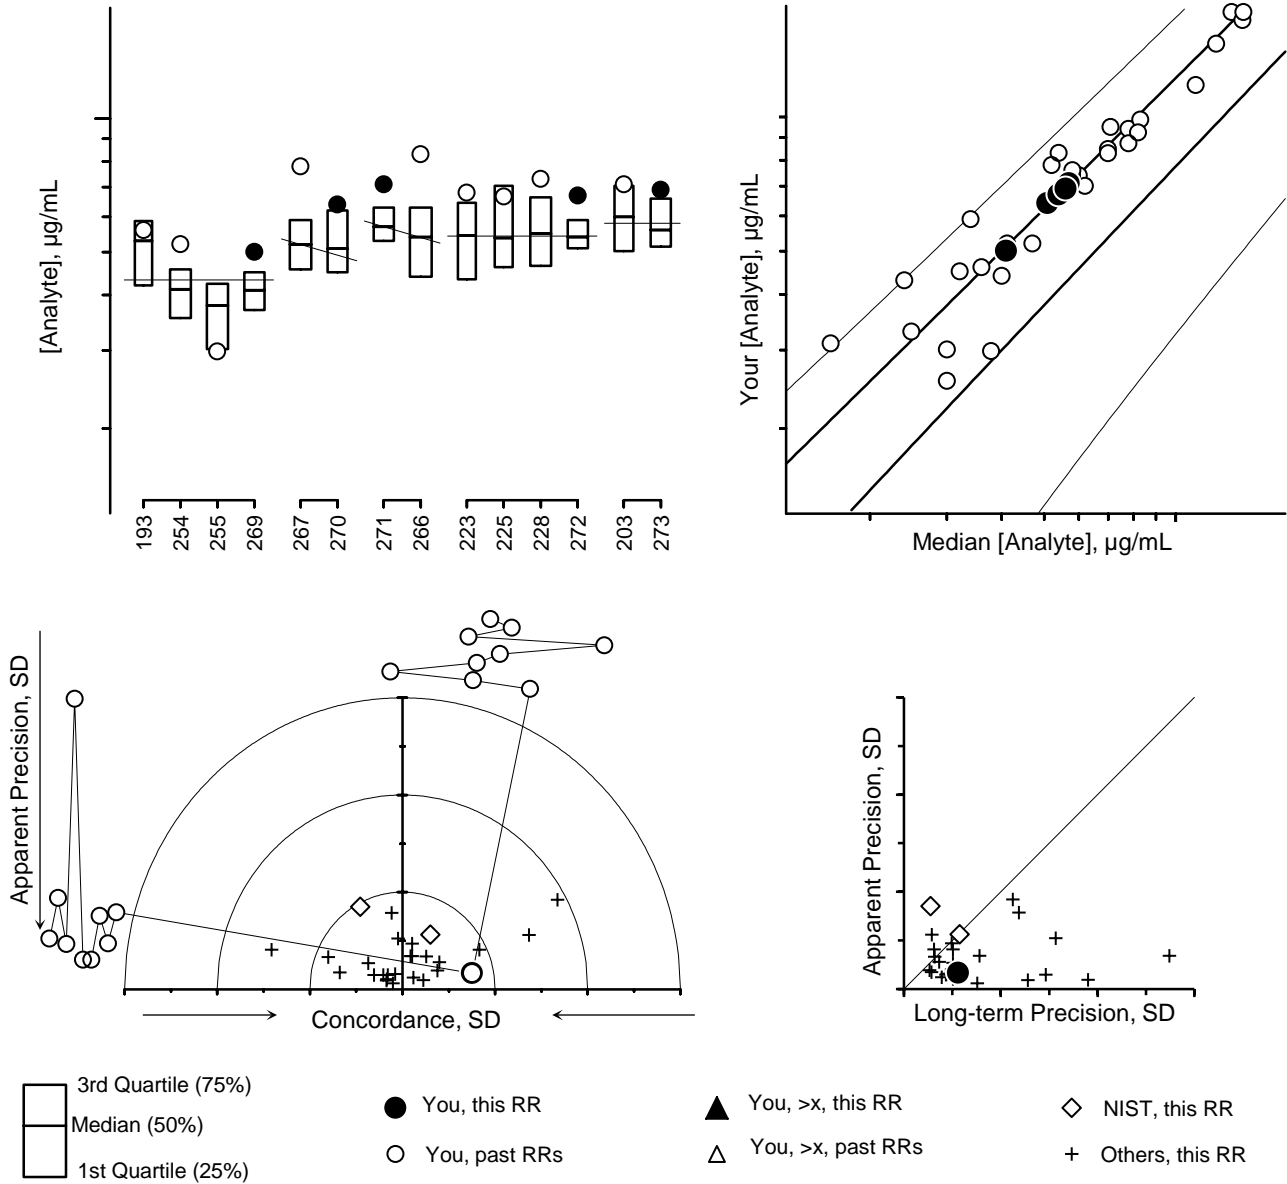 [Analyte], µg/mL
193
254
255
269
267
270
271
266
223
225
228
272
203
273
Your [Analyte], µg/mL
Median [Analyte], µg/mL
Apparent Precision, SD
Concordance, SD
Apparent Precision, SD
Long-term Precision, SD
3rd Quartile (75%)
Median (50%)
1st Quartile (25%)
You, this RR
You, past RRs
You, >x, this RR
You, >x, past RRs
NIST, this RR
Others, this RR